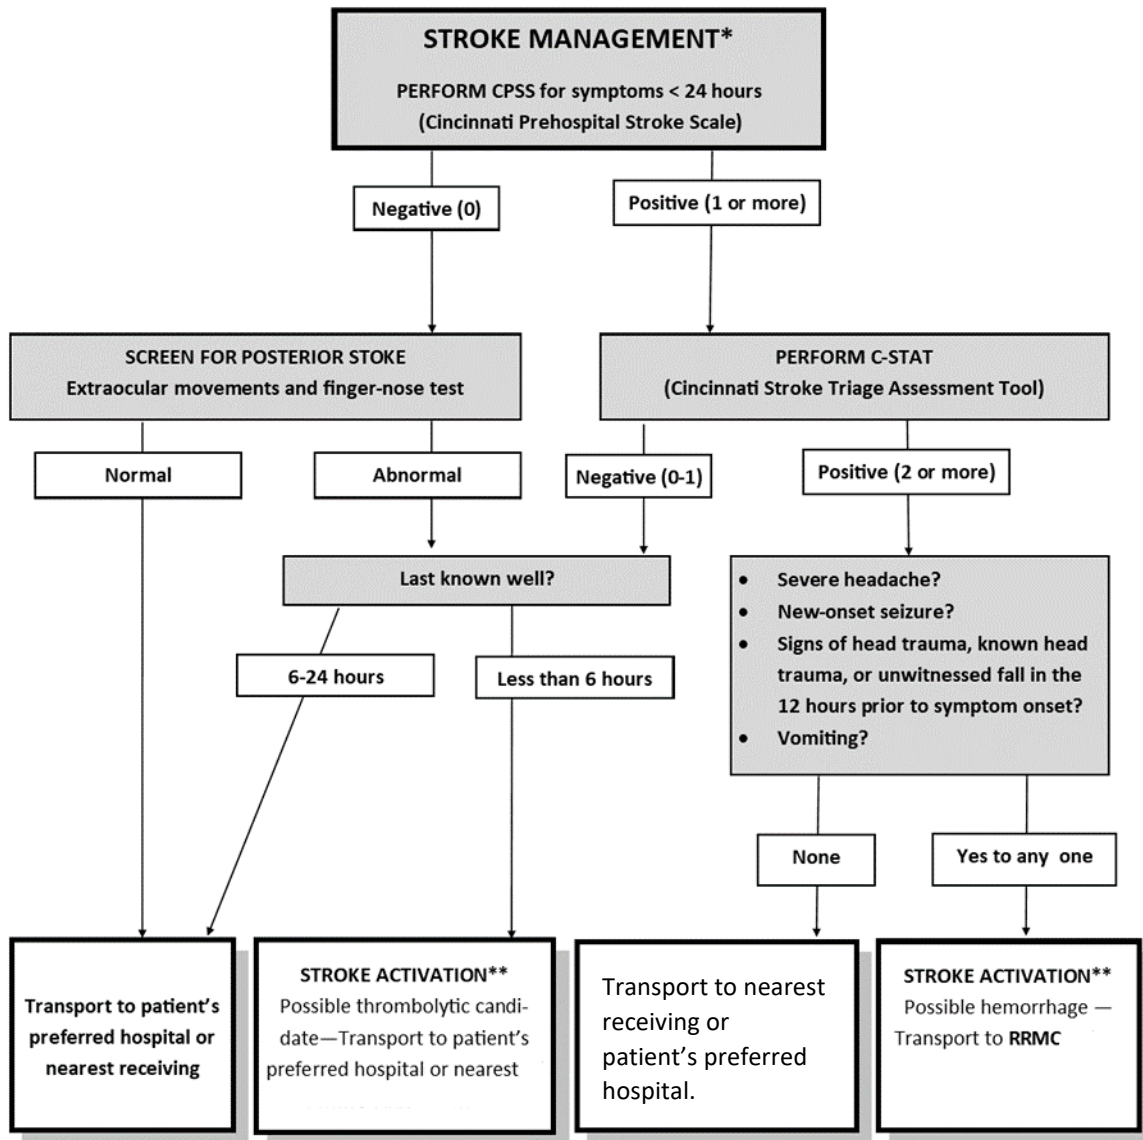 STROKE MANAGEMENT*
PERFORM CPSS for symptoms < 24 hours
(Cincinnati Prehospital Stroke Scale)
Negative (0)
Positive (1 or more)
SCREEN FOR POSTERIOR STOKE
Extraocular movements and finger-nose test
PERFORM C-STAT
(Cincinnati Stroke Triage Assessment Tool)
Normal
Abnormal
Negative (0-1)
Positive (2 or more)
Last known well?
• Severe headache?
• New-onset seizure?
• Signs of head trauma, known head
trauma, or unwitnessed fall in the
12 hours prior to symptom onset?
• Vomiting?
6-24 hours
Less than 6 hours
None
Yes to any one
Transport to patient's
preferred hospital or
nearest receiving
STROKE ACTIVATION**
Possible thrombolytic candi-
date—Transport to patient's
preferred hospital or nearest
Transport to nearest
receiving or
patient's preferred
hospital.
STROKE ACTIVATION**
Possible hemorrhage —
Transport to RRMC